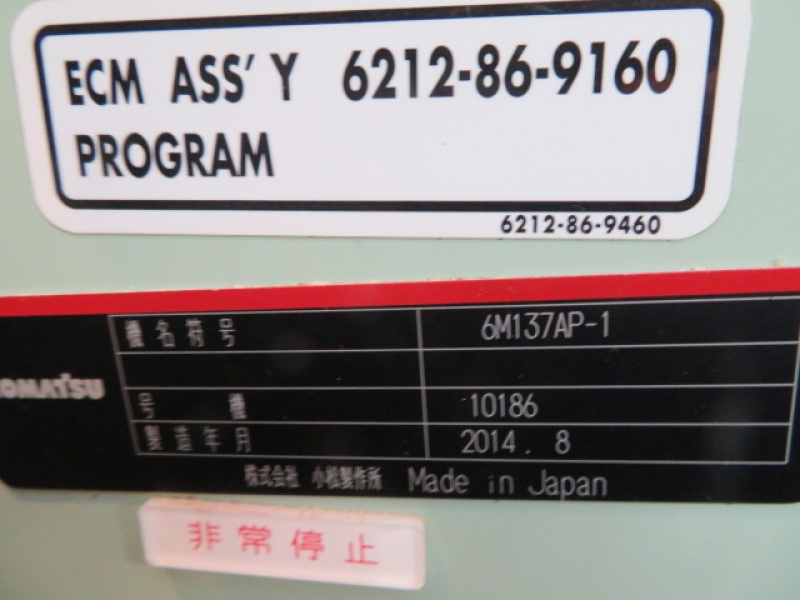 ECM ASS'Y 6212-86-9160
PROGRAM
6212-86-9460
機名符号 6M137AP-1
KOMATSU
号機 10186
製造年月 2014.8
株式会社 小松製作所 Made in Japan
非常停止